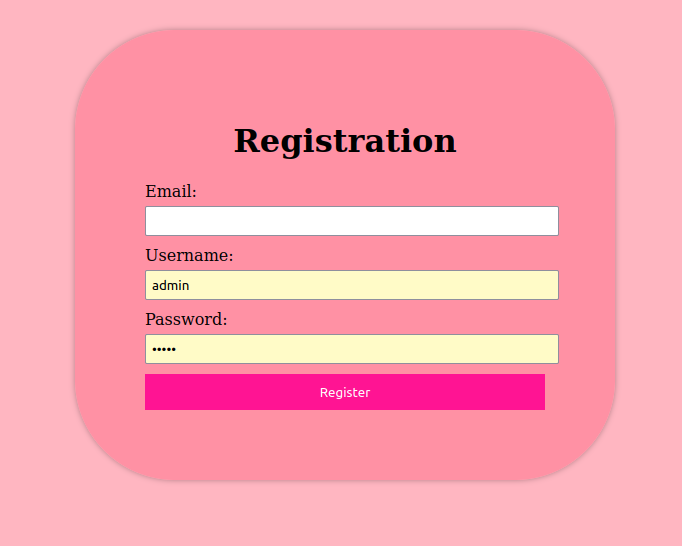 Registration
Email:
Username:
admin
Password:
•••••
Register